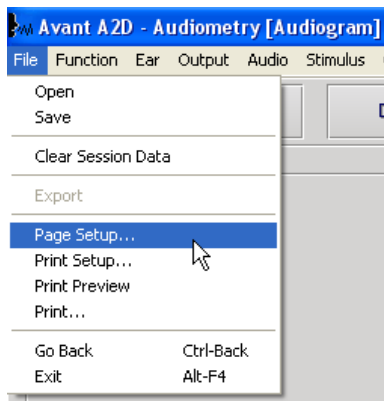 Avant A2D - Audiometry [Audiogram]
File Function Ear Output Audio Stimulus
Open
Save
Clear Session Data
Export
Page Setup...
Print Setup...
Print Preview
Print...
Go Back Ctrl-Back
Exit Alt-F4